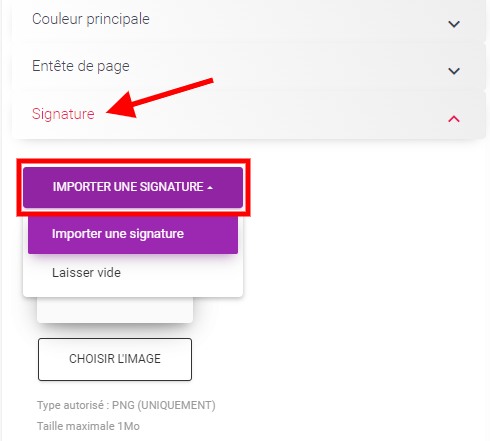 Couleur principale
Entête de page
Signature
IMPORTER UNE SIGNATURE
Importer une signature
Laisser vide
CHOISIR L'IMAGE
Type autorisé : PNG (UNIQUEMENT)
Taille maximale 1Mo